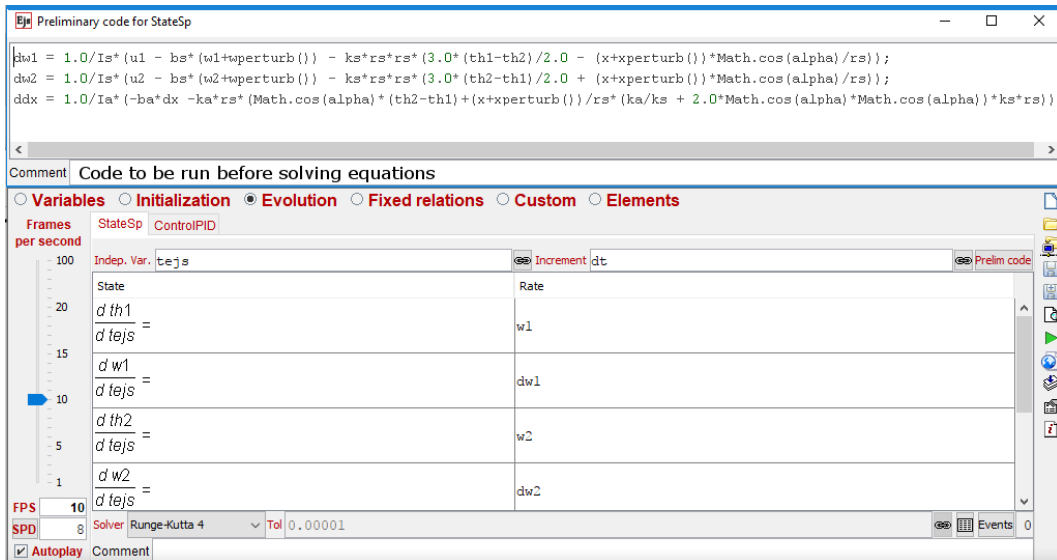 Ejs Preliminary code for StateSp
dw1 = 1.0/Is*(u1 - bs*(w1+wperturb()) - ks*rs*rs*(3.0*(th1-th2)/2.0 - (x+xperturb())*Math.cos(alpha)/rs));
dw2 = 1.0/Is*(u2 - bs*(w2+wperturb()) - ks*rs*rs*(3.0*(th2-th1)/2.0 + (x+xperturb())*Math.cos(alpha)/rs));
ddx = 1.0/Ia*(-ba*dx -ka*rs*(Math.cos(alpha)*(th2-th1)+(x+xperturb())/rs*(ka/ks + 2.0*Math.cos(alpha)*Math.cos(alpha))*ks*rs))
Comment Code to be run before solving equations
Variables Initialization Evolution Fixed relations Custom Elements
Frames per second
StateSp ControlPID
Indep. Var. tejs Increment dt Prelim code
State Rate
d th1
d tejs = w1
d w1
d tejs = dw1
d th2
d tejs = w2
d w2
d tejs = dw2
100
20
15
10
5
1
FPS 10
SPD 8
Solver Runge-Kutta 4 Tol 0.00001 Events 0
Autoplay Comment